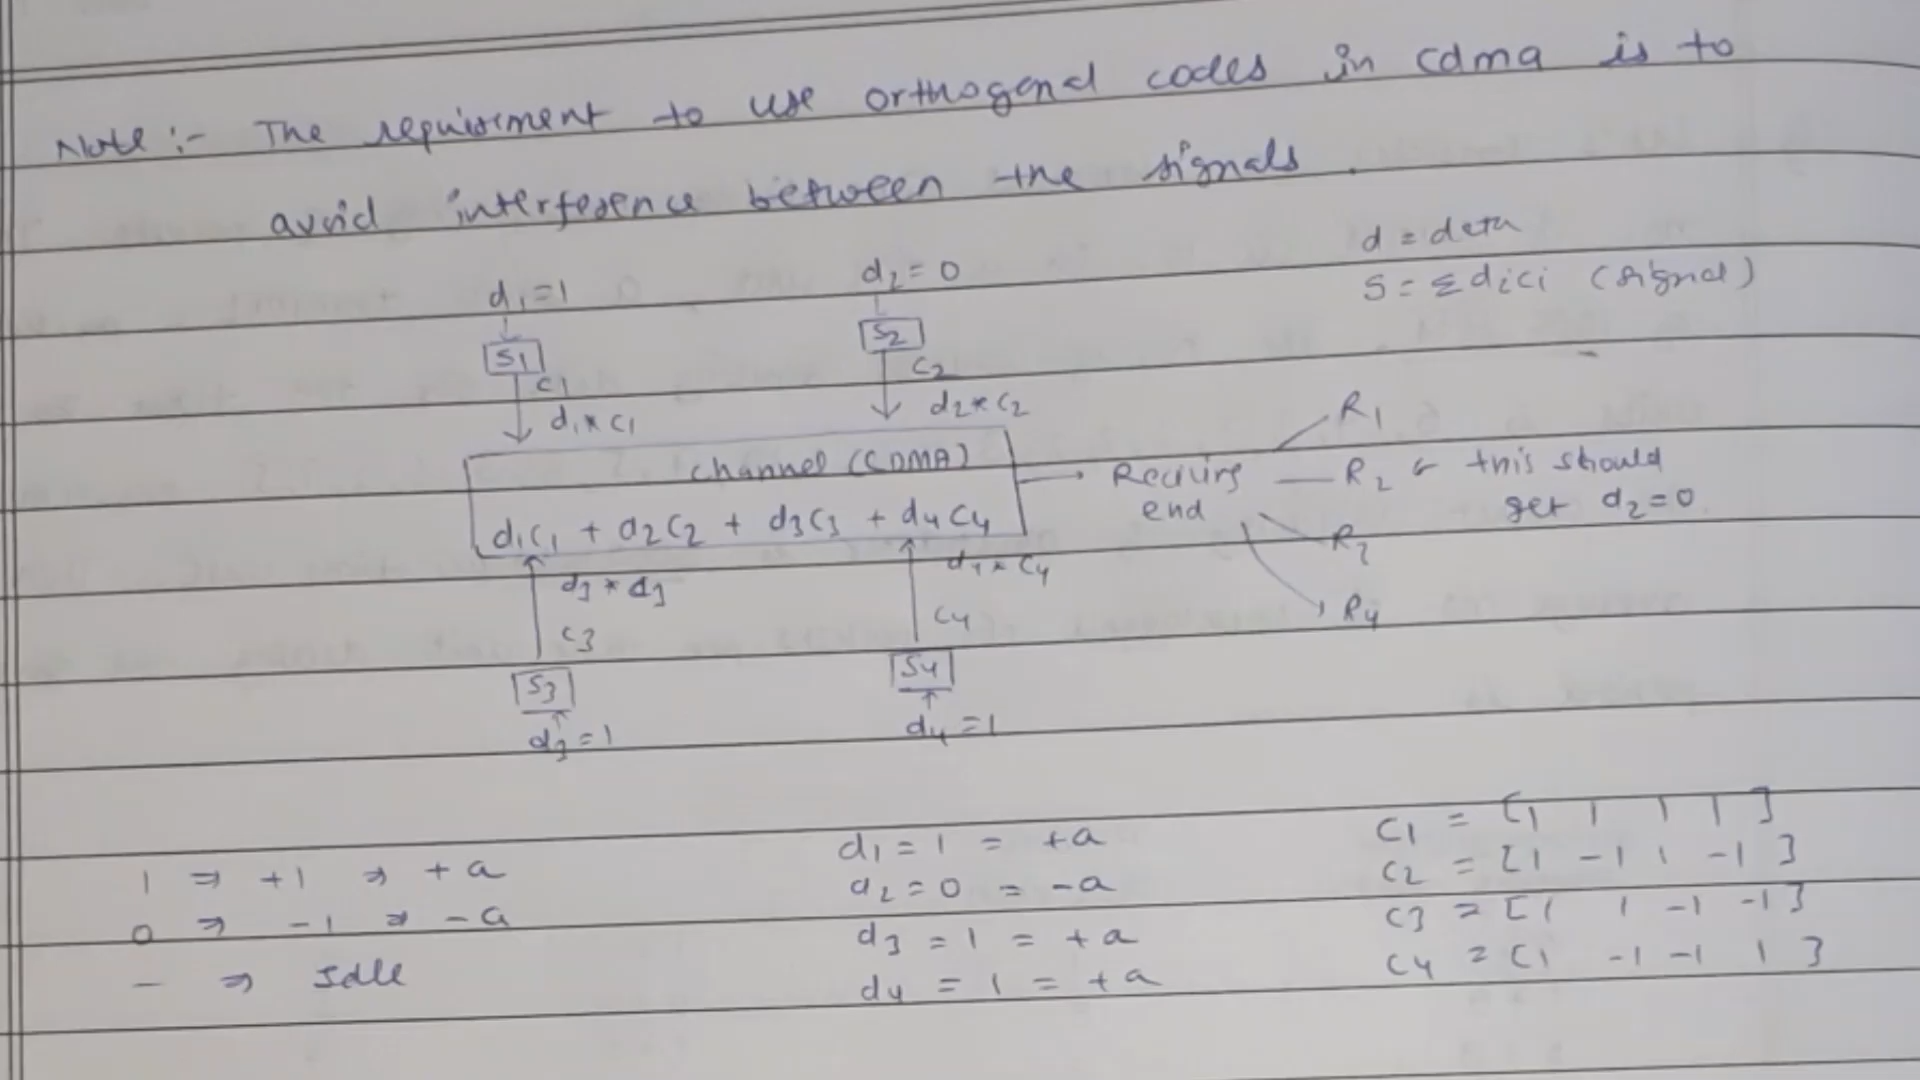 Note :- The requirment to use orthogonal codes in cdma is to
avoid interference between the signals .
d = data
d1=1 d2=0
S = Σdici (signal)
S1 S2
c1 c2
d1*c1 d2*c2
R1
channel (CDMA)
Reciving end
R2 this should get d2=0
d1c1 + d2c2 + d3c3 + d4c4
R3
d3*d3 d4*c4
c3 c4
R4
S3 S4
d3=1 d4=1
1 ⇒ +1 ⇒ +a
0 ⇒ -1 ⇒ -a
- ⇒ Idle
d1 = 1 = +a
d2 = 0 = -a
d3 = 1 = +a
d4 = 1 = +a
c1 = [1 1 1 1]
c2 = [1 -1 1 -1]
c3 = [1 1 -1 -1]
c4 = [1 -1 -1 1]